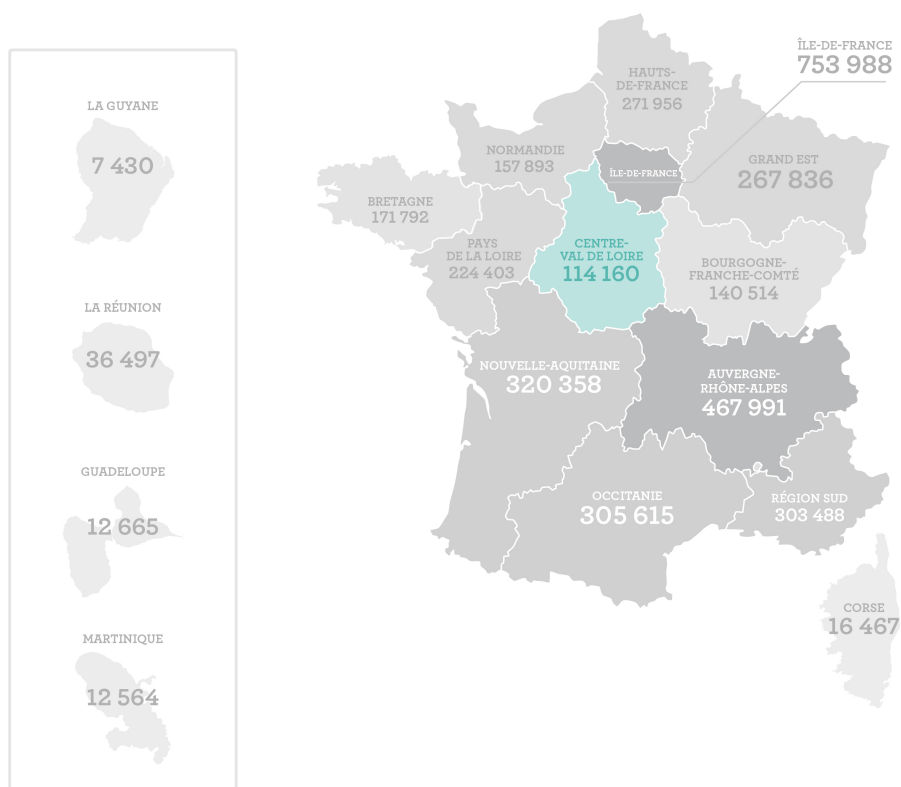 LA GUYANE
7 430
LA RÉUNION
36 497
GUADELOUPE
12 665
MARTINIQUE
12 564
ÎLE-DE-FRANCE
753 988
HAUTS-
DE-FRANCE
271 956
NORMANDIE
157 893
ÎLE-DE-FRANCE
GRAND EST
267 836
BRETAGNE
171 792
PAYS
DE LA LOIRE
224 403
CENTRE-
VAL DE LOIRE
114 160
BOURGOGNE-
FRANCHE-COMTÉ
140 514
NOUVELLE-AQUITAINE
320 358
AUVERGNE-
RHÔNE-ALPES
467 991
OCCITANIE
305 615
RÉGION SUD
303 488
CORSE
16 467